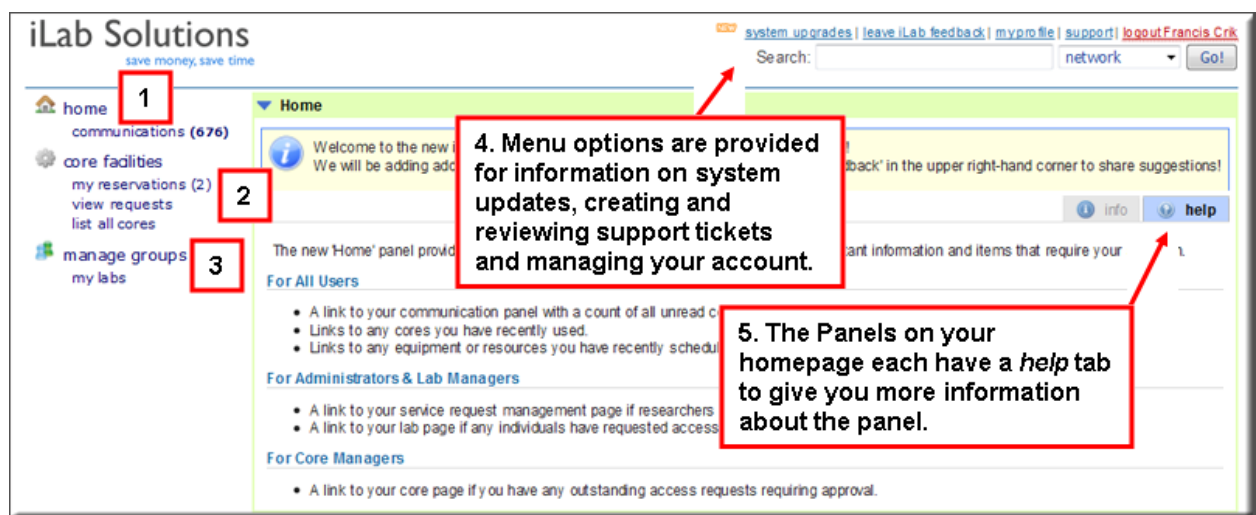 iLab Solutions
save money, save time
NEW system upgrades | leave iLab feedback | my profile | support | logout Francis Crik
Search: network Go!
home
communications (676)
core facilities
my reservations (2)
view requests
list all cores
manage groups
my labs
1
2
3
Home
Welcome to the new i !
We will be adding add back' in the upper right-hand corner to share suggestions!
info help
The new 'Home' panel provid tant information and items that require your n.
For All Users
A link to your communication panel with a count of all unread c
Links to any cores you have recently used.
Links to any equipment or resources you have recently schedul
For Administrators & Lab Managers
A link to your service request management page if researchers
A link to your lab page if any individuals have requested access
For Core Managers
A link to your core page if you have any outstanding access requests requiring approval.
4. Menu options are provided
for information on system
updates, creating and
reviewing support tickets
and managing your account.
5. The Panels on your
homepage each have a help tab
to give you more information
about the panel.